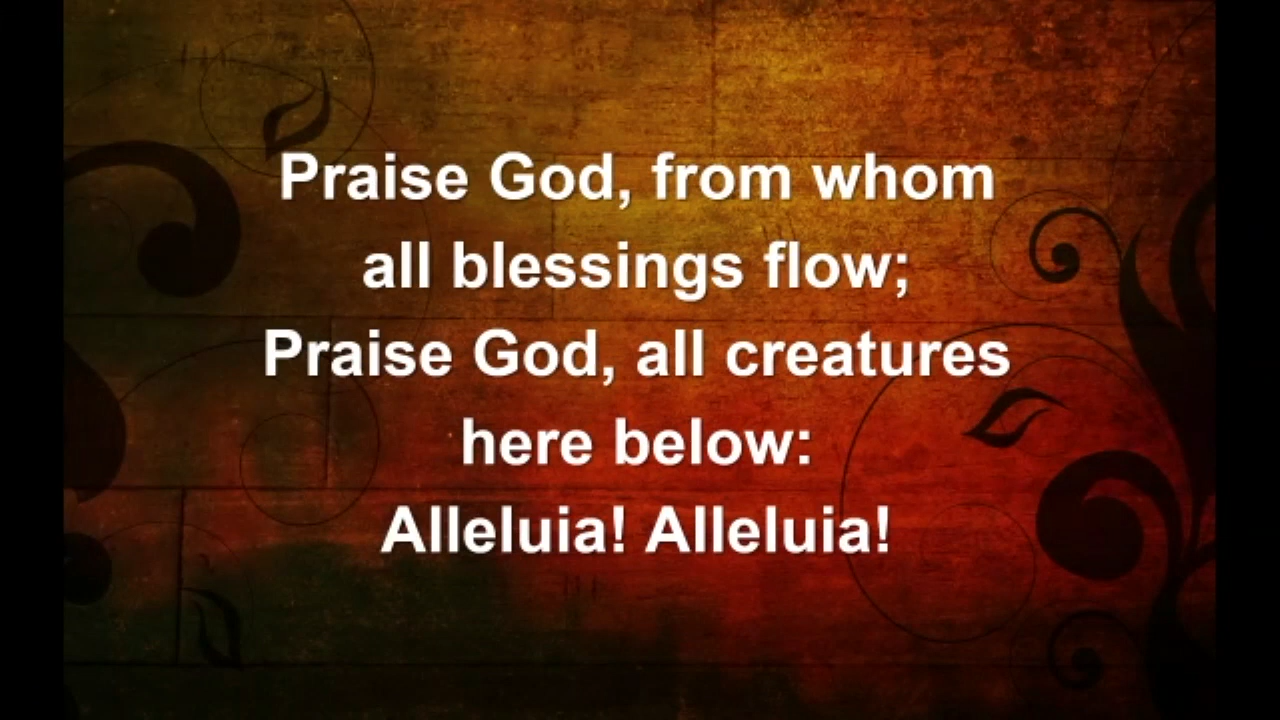 Praise God, from whom
all blessings flow;
Praise God, all creatures
here below:
Alleluia! Alleluia!